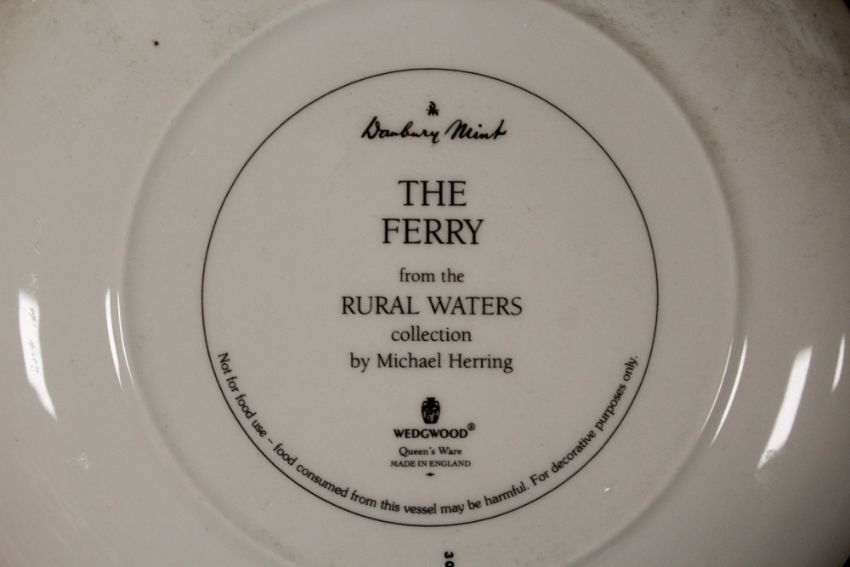 Danbury Mint
THE
FERRY
from the
RURAL WATERS
collection
by Michael Herring
WEDGWOOD®
Queen's Ware
MADE IN ENGLAND
Not for food use – food consumed from this vessel may be harmful. For decorative purposes only.